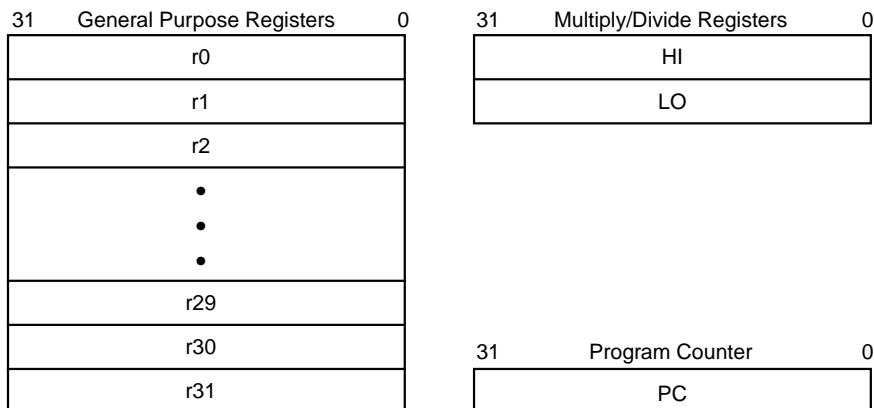 31 General Purpose Registers 0
r0
r1
r2
r29
r30
r31
31 Multiply/Divide Registers 0
HI
LO
31 Program Counter 0
PC